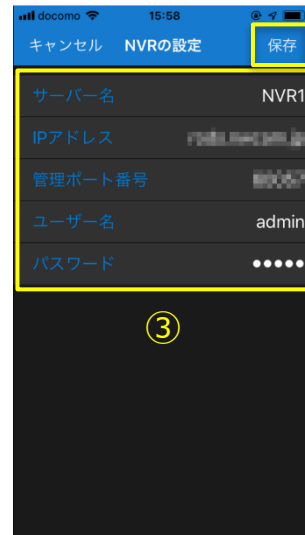 docomo 15:58
キャンセル NVRの設定 保存
サーバー名 NVR1
IPアドレス
管理ポート番号
ユーザー名 admin
パスワード •••••
③